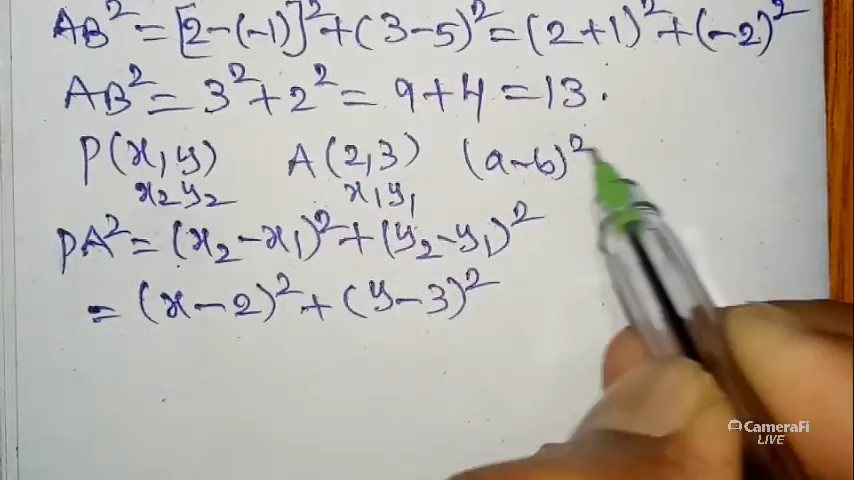 AB² = [2-(-1)]² + (3-5)² = (2+1)² + (-2)²
AB² = 3² + 2² = 9+4 = 13.
P(x, y) A(2,3) (a-b)²
x₂ y₂ x₁ y₁
PA² = (x₂-x₁)² + (y₂-y₁)²
= (x-2)² + (y-3)²
CameraFi
LIVE